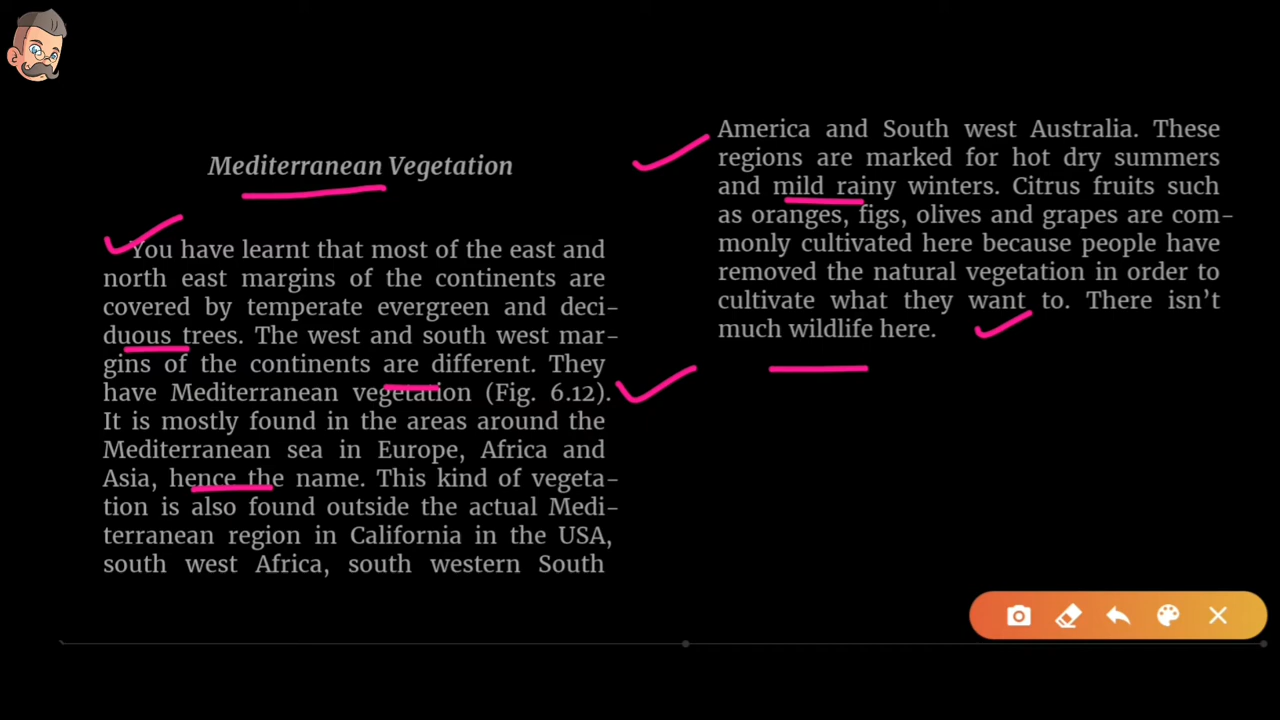 Mediterranean Vegetation
You have learnt that most of the east and
north east margins of the continents are
covered by temperate evergreen and deci-
duous trees. The west and south west mar-
gins of the continents are different. They
have Mediterranean vegetation (Fig. 6.12).
It is mostly found in the areas around the
Mediterranean sea in Europe, Africa and
Asia, hence the name. This kind of vegeta-
tion is also found outside the actual Medi-
terranean region in California in the USA,
south west Africa, south western South
America and South west Australia. These
regions are marked for hot dry summers
and mild rainy winters. Citrus fruits such
as oranges, figs, olives and grapes are com-
monly cultivated here because people have
removed the natural vegetation in order to
cultivate what they want to. There isn’t
much wildlife here.